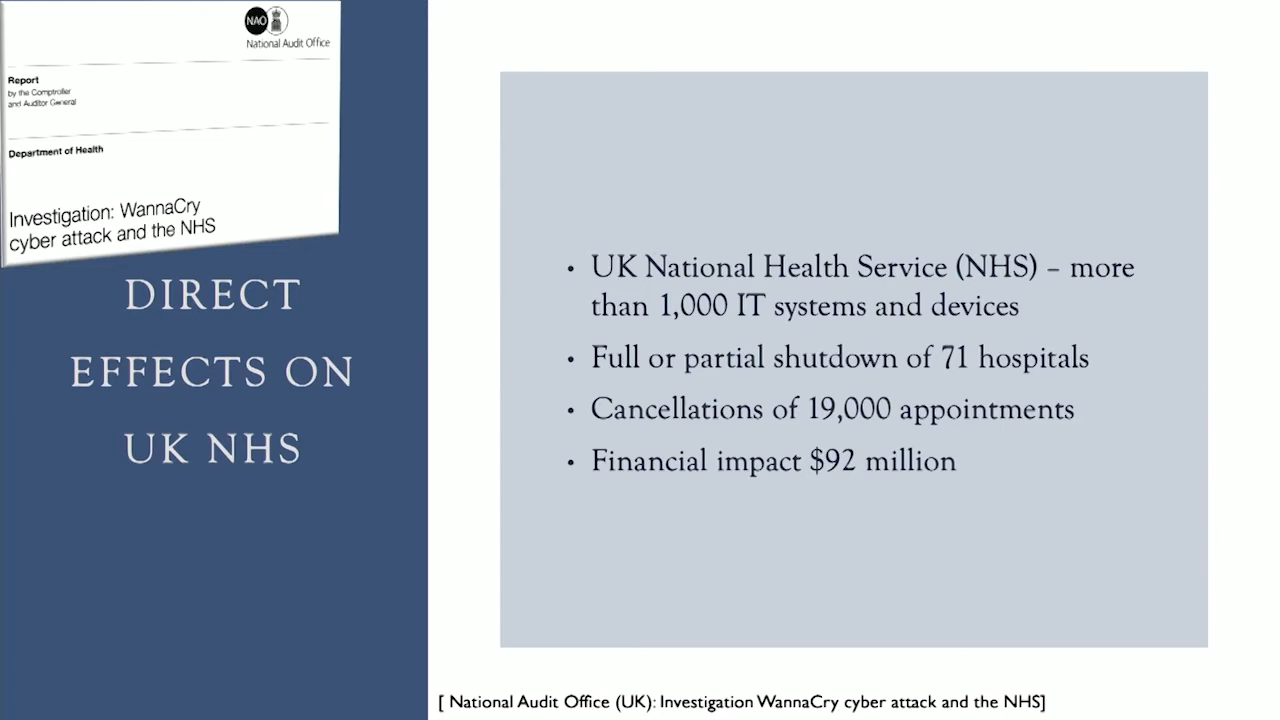 NAO
National Audit Office
Report
by the Comptroller
and Auditor General
Department of Health
Investigation: WannaCry
cyber attack and the NHS
DIRECT
EFFECTS ON
UK NHS
• UK National Health Service (NHS) – more
than 1,000 IT systems and devices
• Full or partial shutdown of 71 hospitals
• Cancellations of 19,000 appointments
• Financial impact $92 million
[ National Audit Office (UK): Investigation WannaCry cyber attack and the NHS]